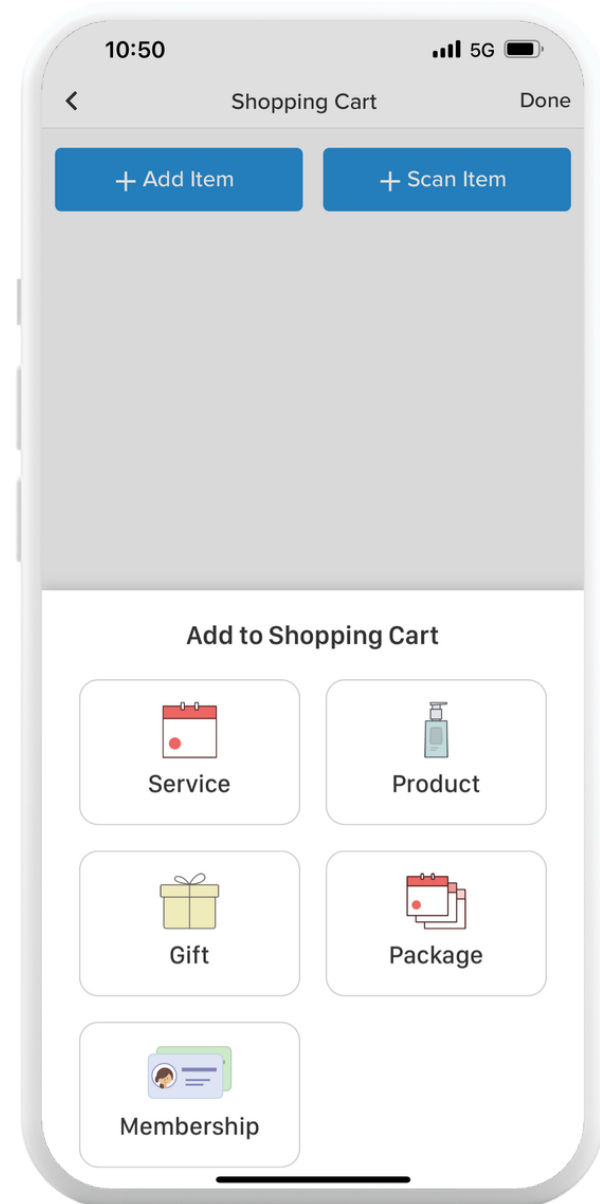 10:50 5G
Shopping Cart Done
+ Add Item + Scan Item
Add to Shopping Cart
Service Product
Gift Package
Membership